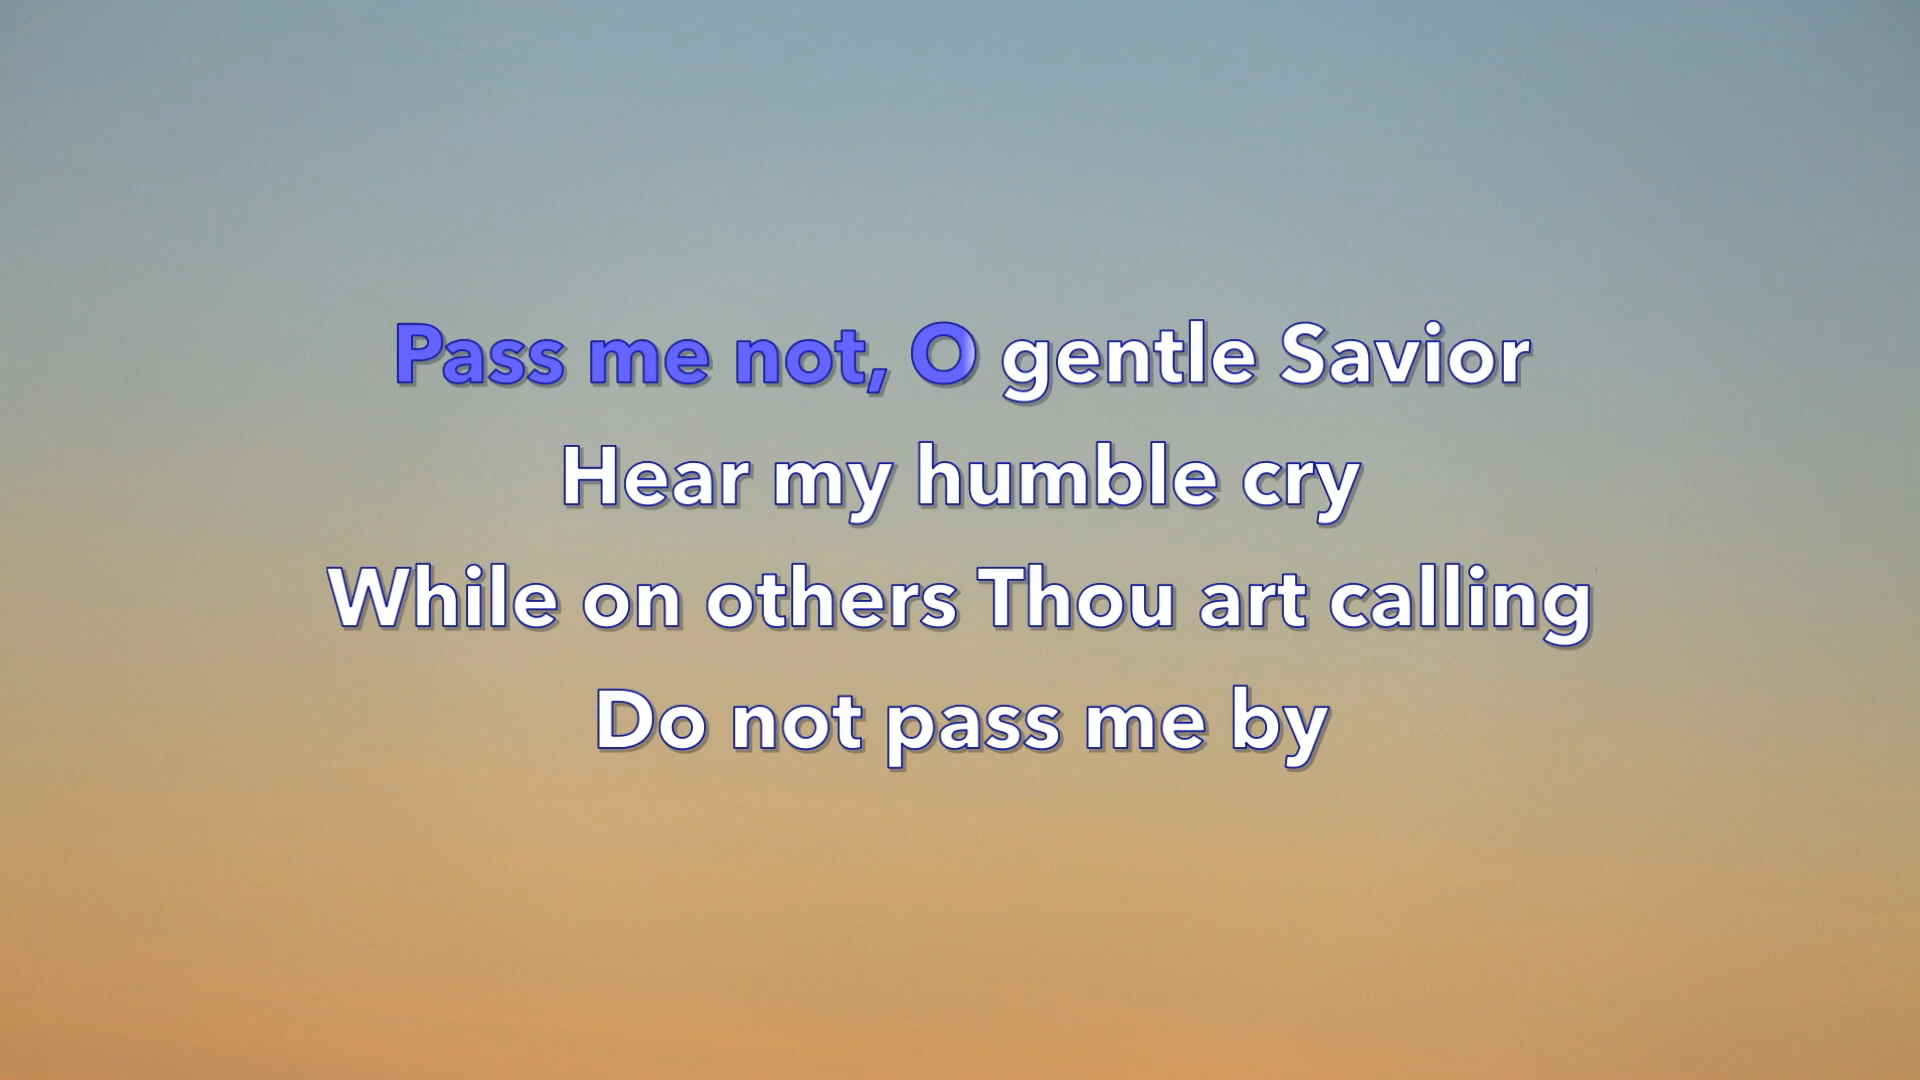 Pass me not, O gentle Savior
Hear my humble cry
While on others Thou art calling
Do not pass me by